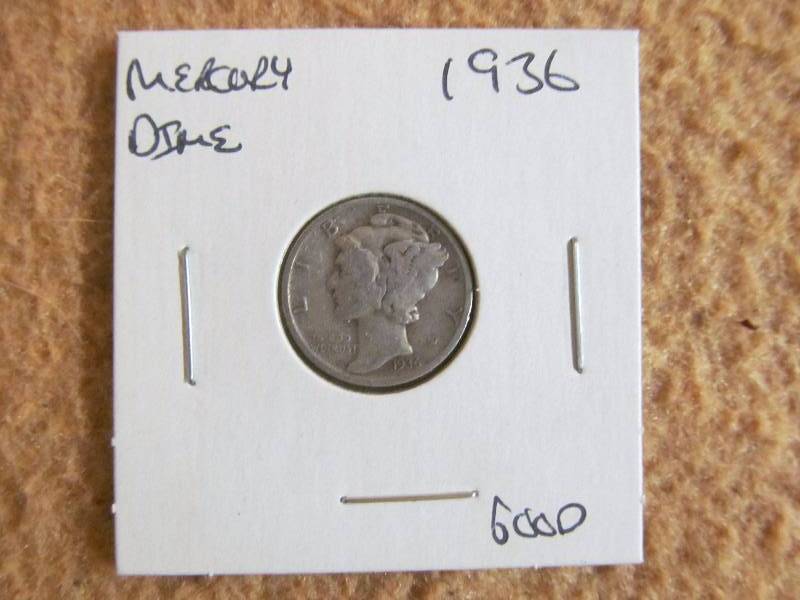 MERCURY 1936
DIME
LIBERTY
IN GOD
WE TRUST
1936
GOOD